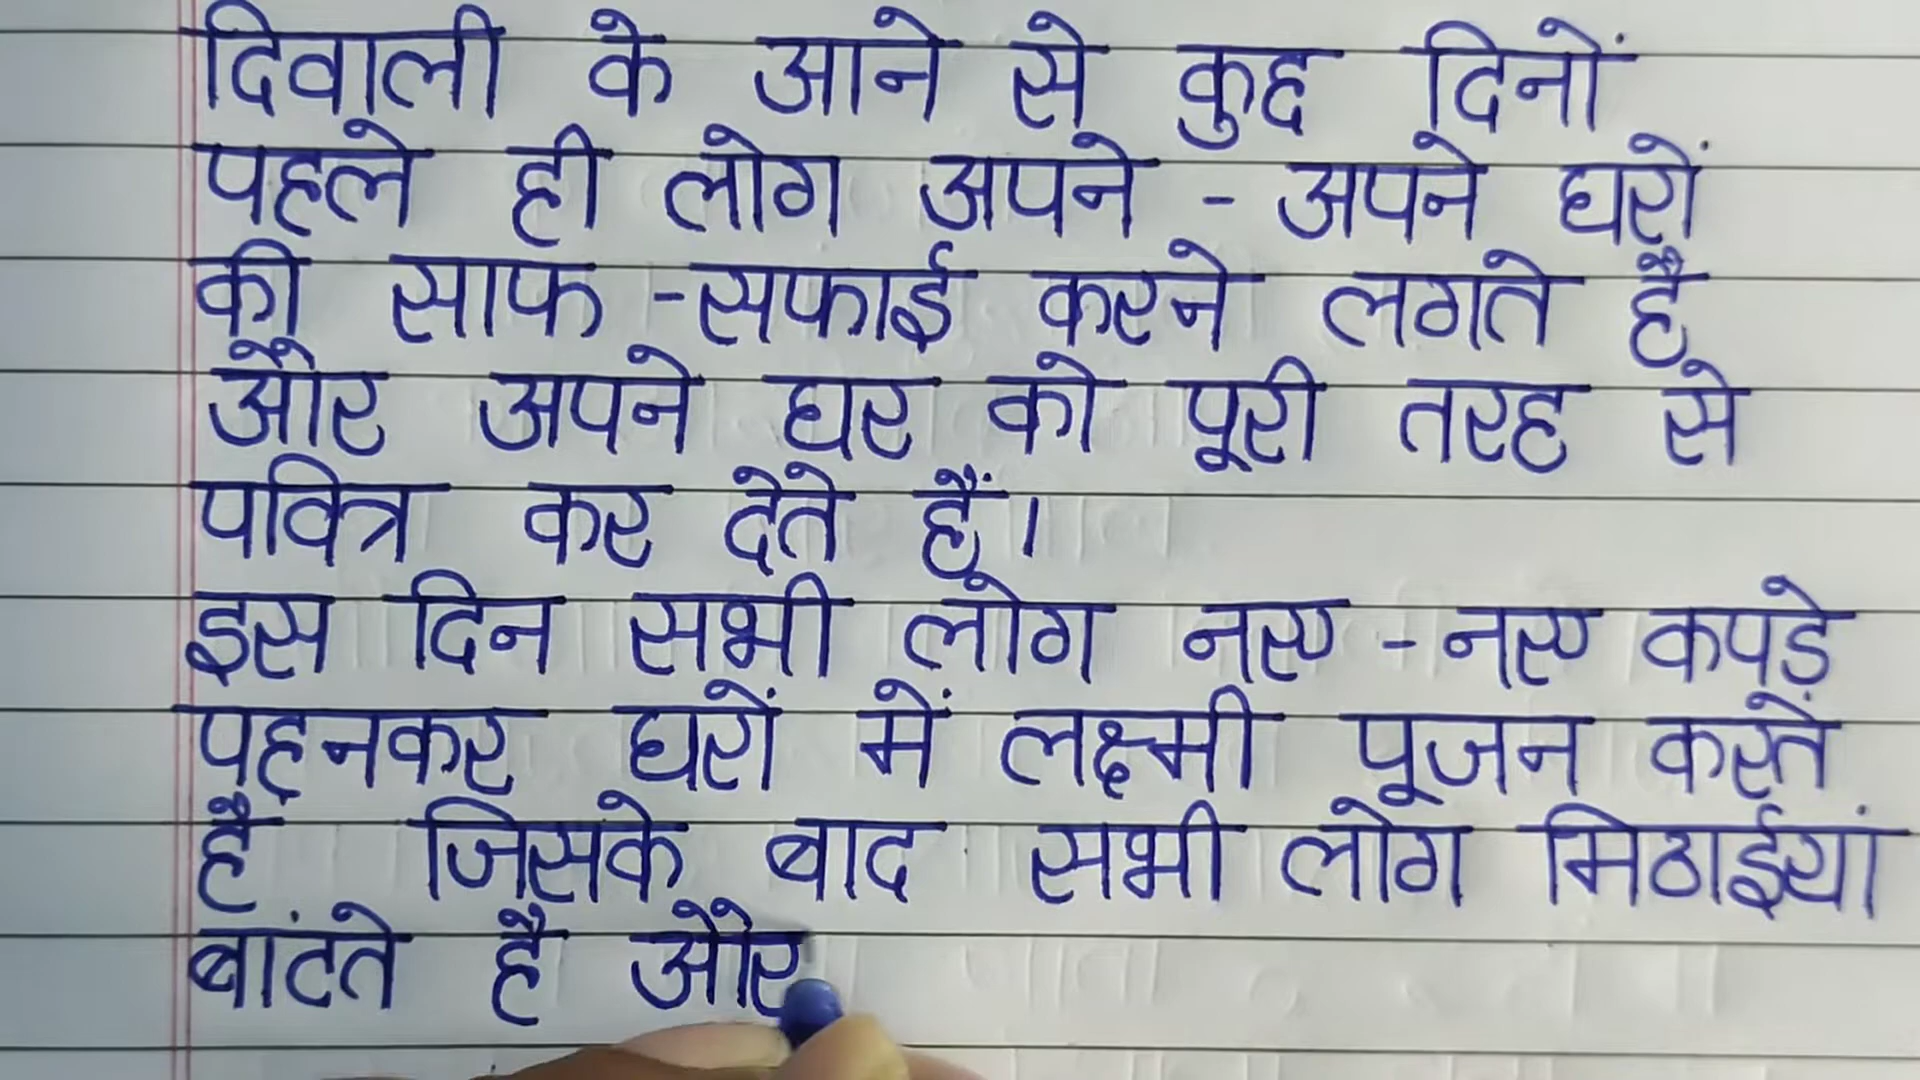 दिवाली के आने से कुछ दिनों
पहले ही लोग अपने - अपने घरों
की साफ -सफाई करने लगते है
और अपने घर को पूरी तरह से
पवित्र कर देते हैं।
इस दिन सभी लोग नए - नए कपड़े
पहनकर घरों में लक्ष्मी पूजन करते
है जिसके बाद सभी लोग मिठाईयां
बांटते है और